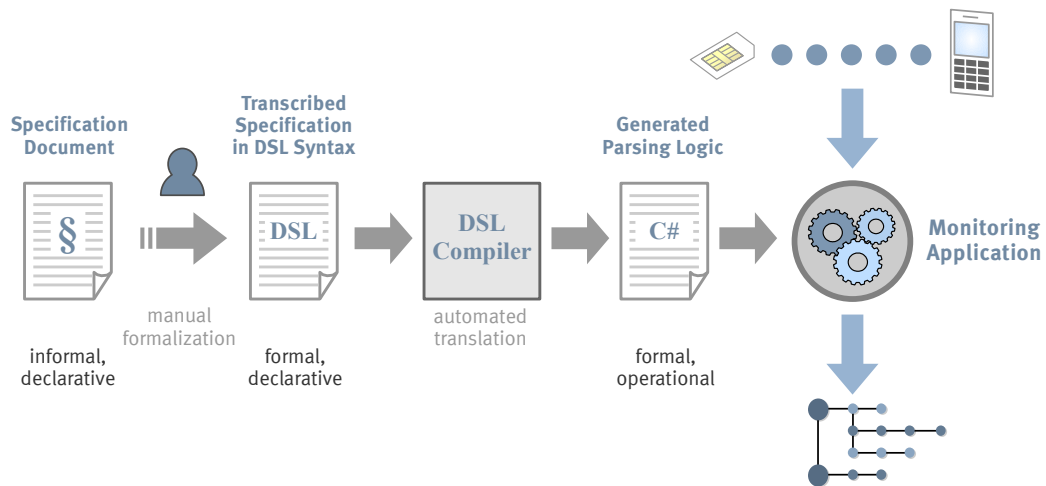 Specification
Document
Transcribed
Specification
in DSL Syntax
Generated
Parsing Logic
§
DSL
DSL
Compiler
C#
Monitoring
Application
manual
formalization
automated
translation
informal,
declarative
formal,
declarative
formal,
operational